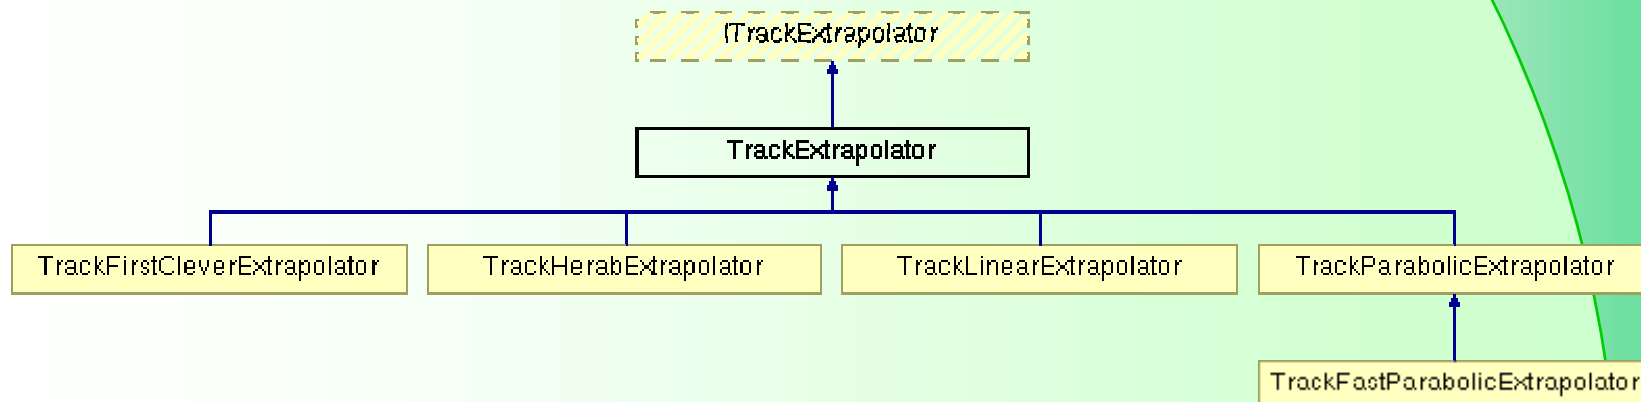 ITrackExtrapolator
TrackExtrapolator
TrackFirstCleverExtrapolator
TrackHerabExtrapolator
TrackLinearExtrapolator
TrackParabolicExtrapolator
TrackFastParabolicExtrapolator